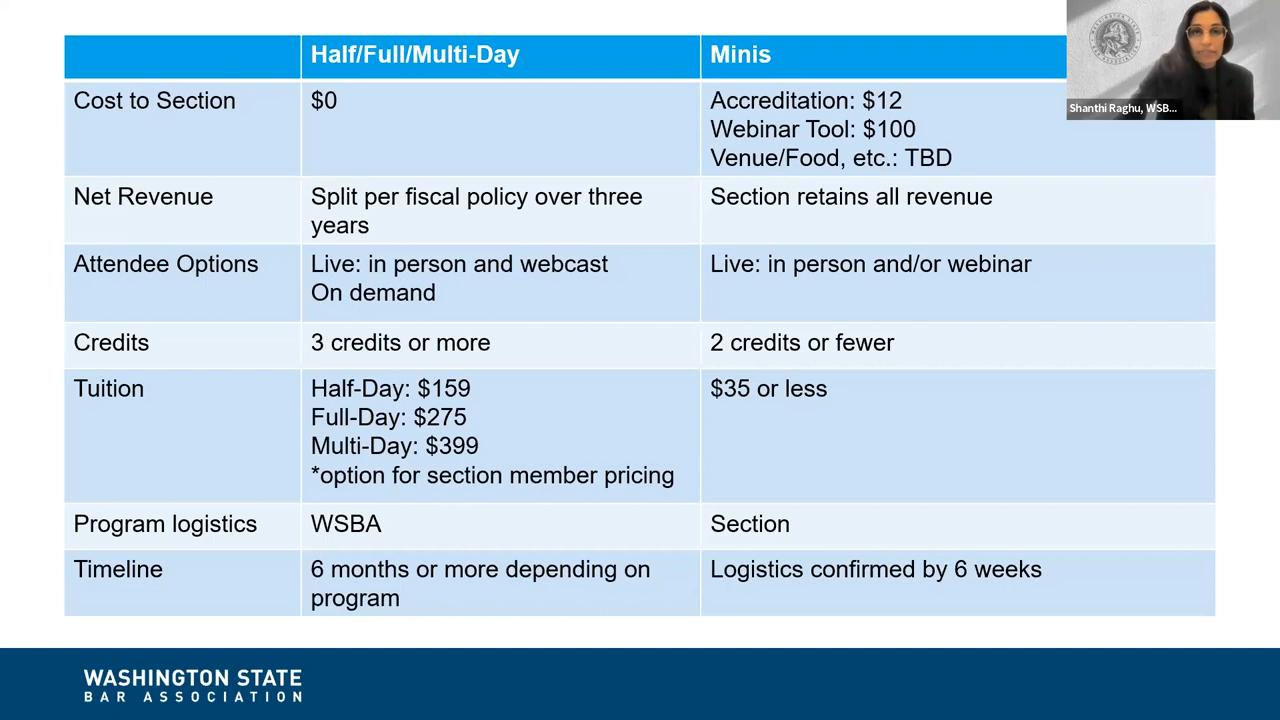 Half/Full/Multi-Day
Minis
Cost to Section
$0
Accreditation: $12
Webinar Tool: $100
Venue/Food, etc.: TBD
Net Revenue
Split per fiscal policy over three
years
Section retains all revenue
Attendee Options
Live: in person and webcast
On demand
Live: in person and/or webinar
Credits
3 credits or more
2 credits or fewer
Tuition
Half-Day: $159
Full-Day: $275
Multi-Day: $399
*option for section member pricing
$35 or less
Program logistics
WSBA
Section
Timeline
6 months or more depending on
program
Logistics confirmed by 6 weeks
Shanthi Raghu, WSB...
WASHINGTON STATE
BAR ASSOCIATION